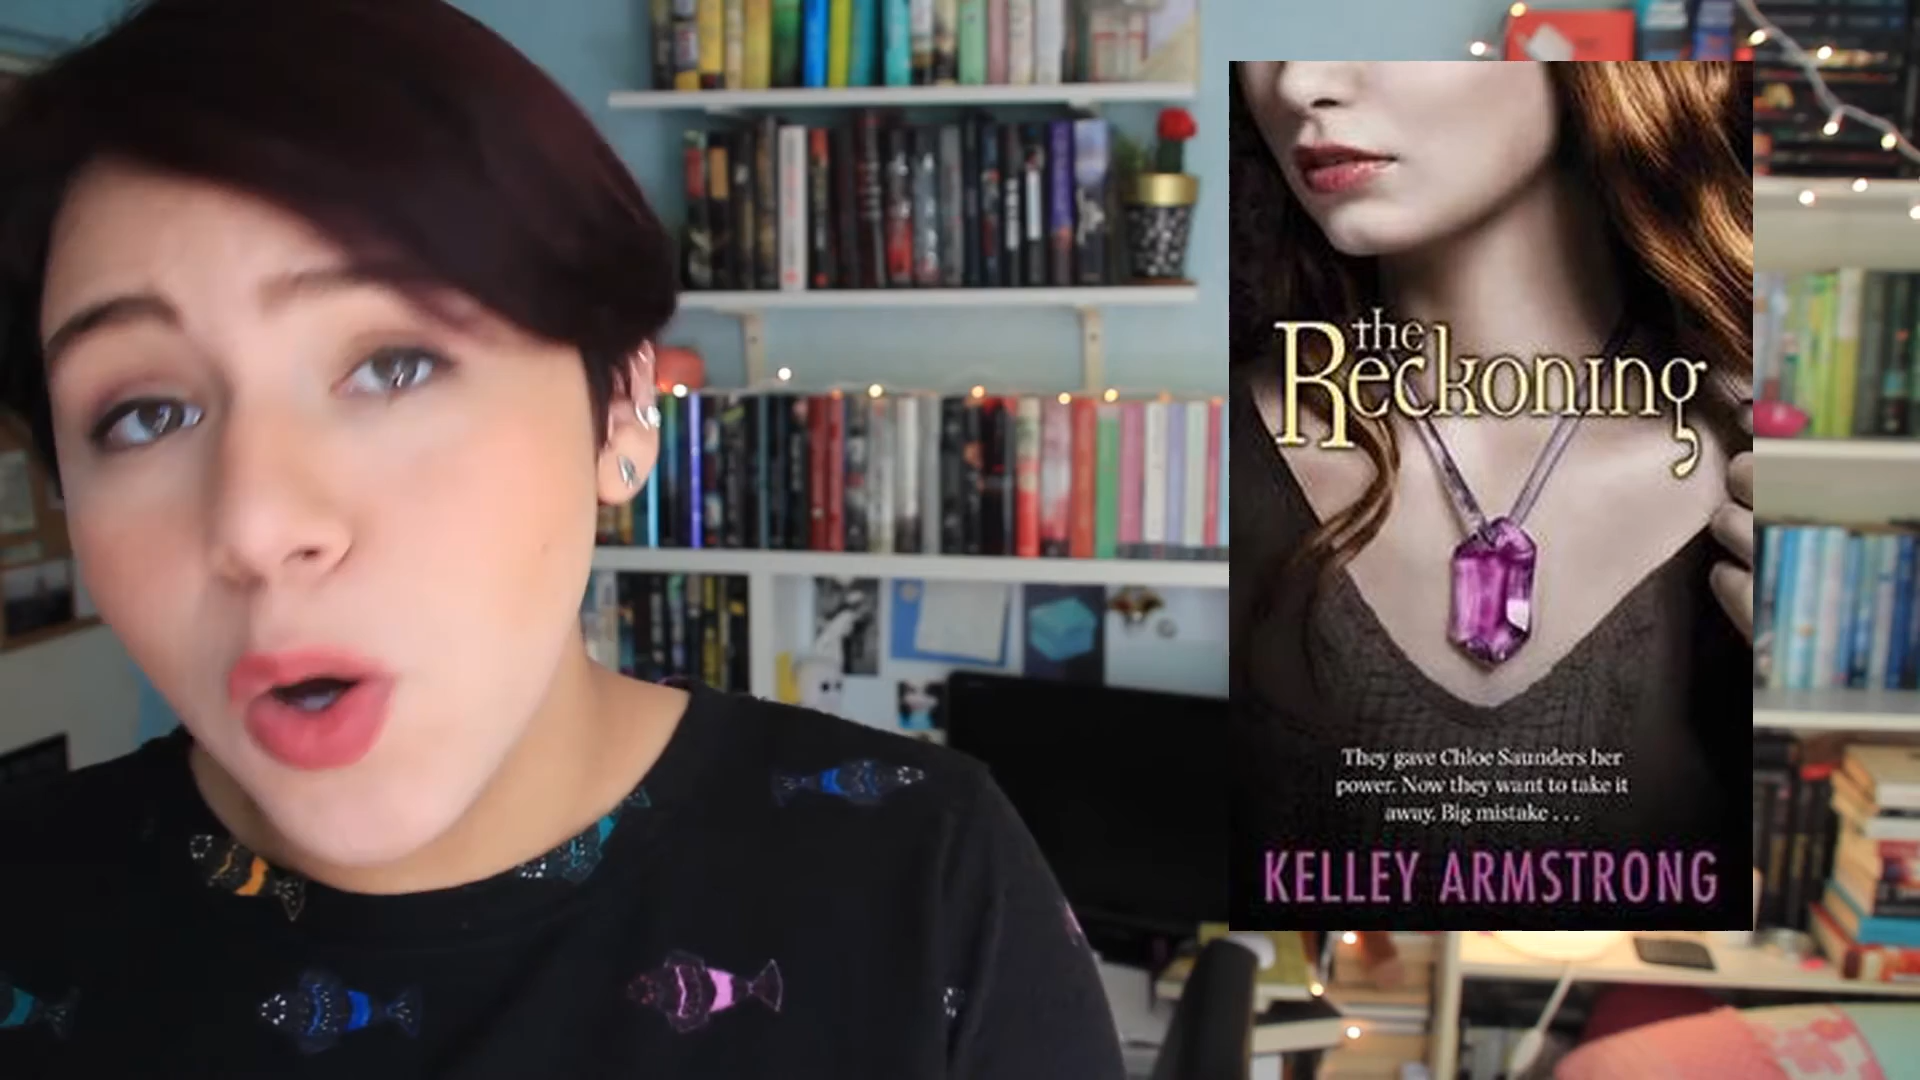 the
Reckoning
They gave Chloe Saunders her
power. Now they want to take it
away. Big mistake . . .
KELLEY ARMSTRONG